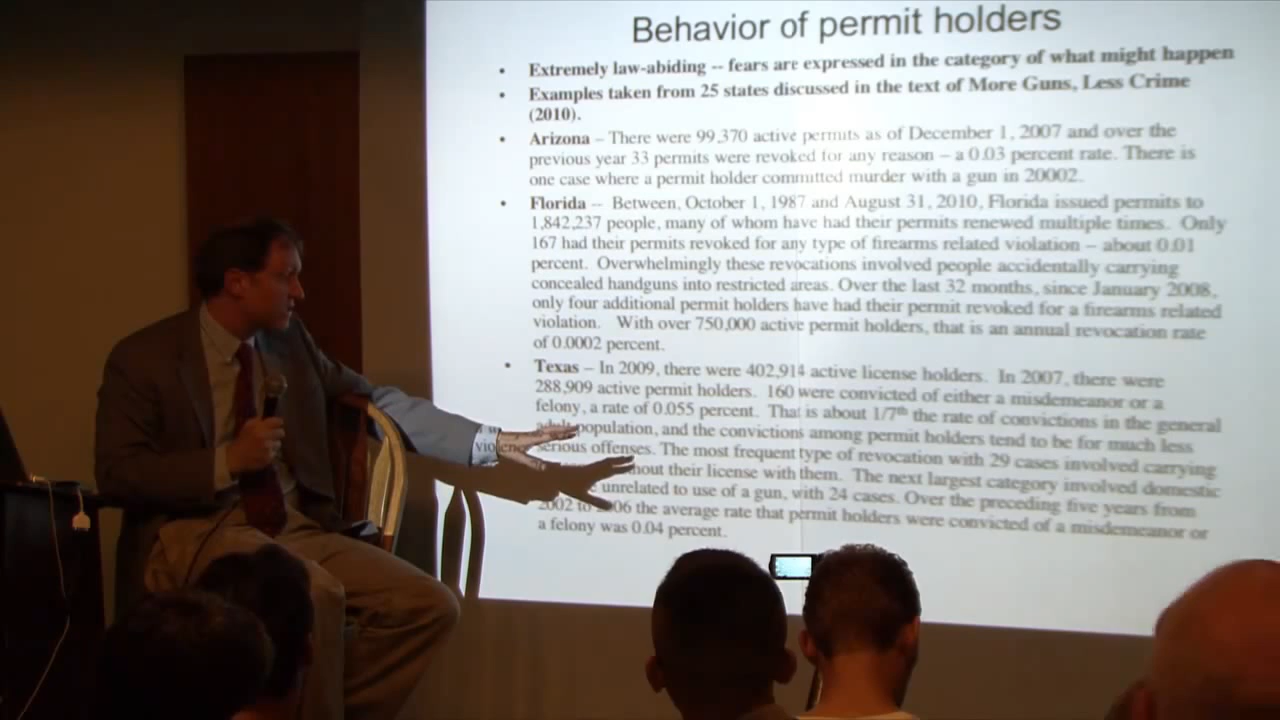 Behavior of permit holders
• Extremely law-abiding -- fears are expressed in the category of what might happen
• Examples taken from 25 states discussed in the text of More Guns, Less Crime
(2010).
• Arizona – There were 99,370 active permits as of December 1, 2007 and over the
previous year 33 permits were revoked for any reason – a 0.03 percent rate. There is
one case where a permit holder committed murder with a gun in 20002.
• Florida -- Between, October 1, 1987 and August 31, 2010, Florida issued permits to
1,842,237 people, many of whom have had their permits renewed multiple times. Only
167 had their permits revoked for any type of firearms related violation – about 0.01
percent. Overwhelmingly these revocations involved people accidentally carrying
concealed handguns into restricted areas. Over the last 32 months, since January 2008,
only four additional permit holders have had their permit revoked for a firearms related
violation. With over 750,000 active permit holders, that is an annual revocation rate
of 0.0002 percent.
• Texas – In 2009, there were 402,914 active license holders. In 2007, there were
288,909 active permit holders. 160 were convicted of either a misdemeanor or a
felony, a rate of 0.055 percent. That is about 1/7th the rate of convictions in the general
adult population, and the convictions among permit holders tend to be for much less
serious offenses. The most frequent type of revocation with 29 cases involved carrying
their license with them. The next largest category involved domestic
violence unrelated to use of a gun, with 24 cases. Over the preceding five years from
2002 to 2006 the average rate that permit holders were convicted of a misdemeanor or
a felony was 0.04 percent.